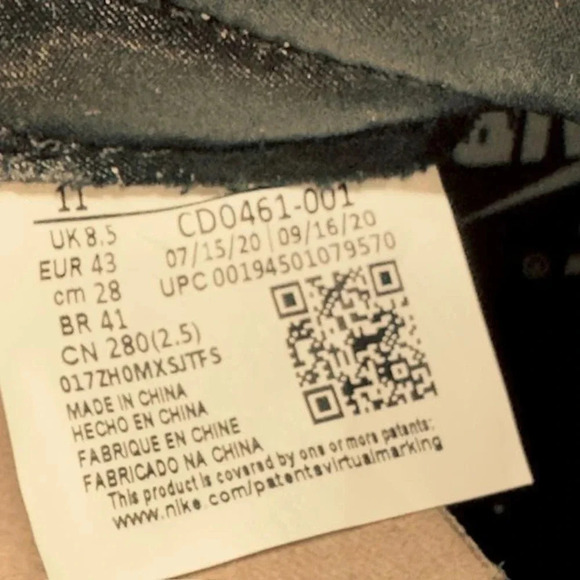 11
CD0461-001
UK 8.5
07/15/20 | 09/16/20
EUR 43
UPC 00194501079570
cm 28
BR 41
CN 280(2.5)
017ZH0MXSJTFS
MADE IN CHINA
HECHO EN CHINA
FABRIQUE EN CHINE
FABRICADO NA CHINA
This product is covered by one or more patents:
www.nike.com/patentsvirtualmarking